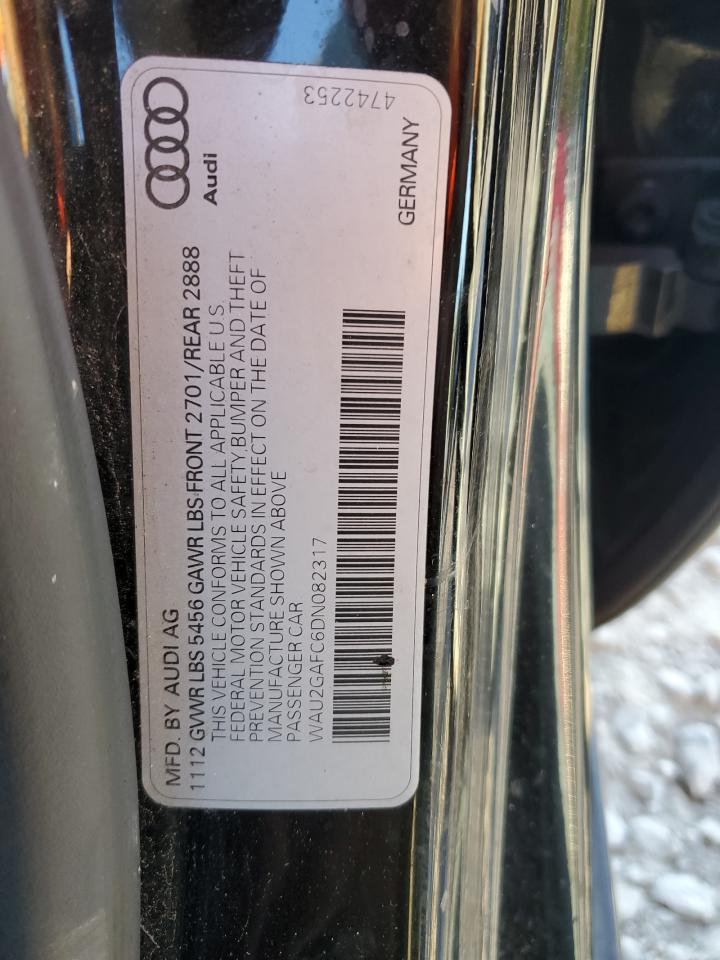 4742253
Audi
GERMANY
MFD. BY AUDI AG
1112 GVWR LBS 5456 GAWR LBS FRONT 2701/REAR 2888
THIS VEHICLE CONFORMS TO ALL APPLICABLE U.S.
FEDERAL MOTOR VEHICLE SAFETY, BUMPER AND THEFT
PREVENTION STANDARDS IN EFFECT ON THE DATE OF
MANUFACTURE SHOWN ABOVE
PASSENGER CAR
WAU2GAFC6DN082317